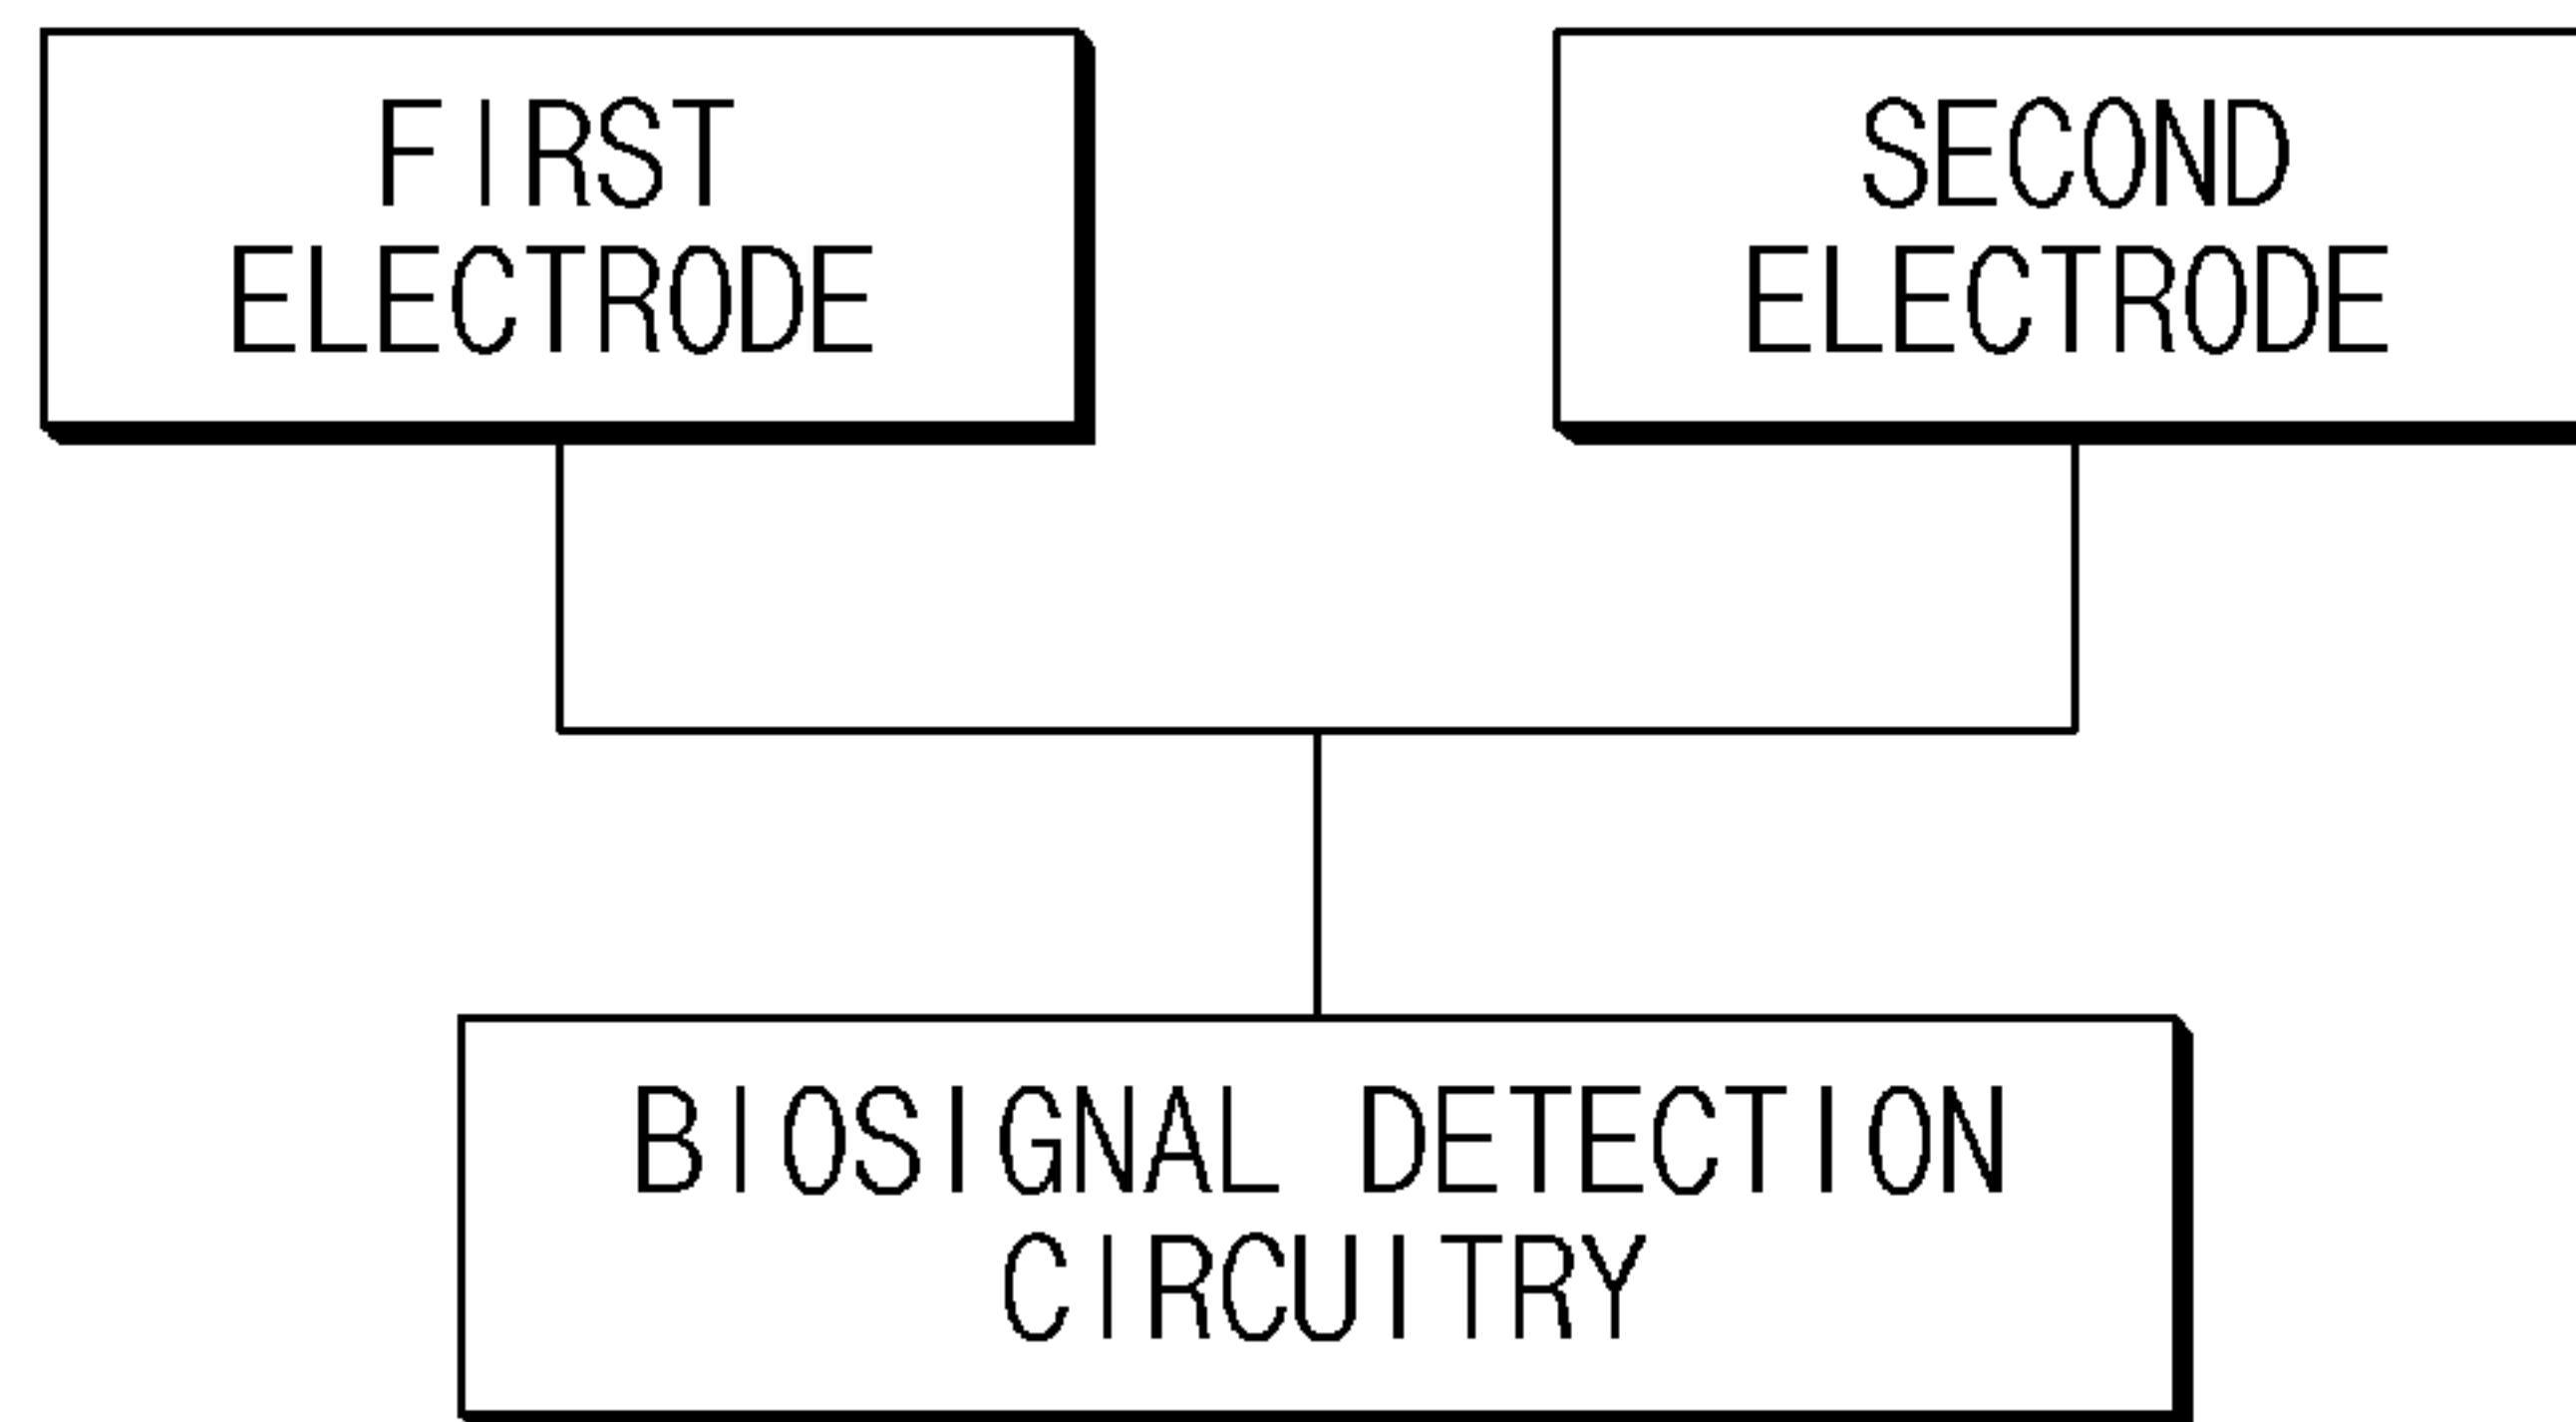 FIRST
ELECTRODE
SECOND
ELECTRODE
BIOSIGNAL DETECTION
CIRCUITRY